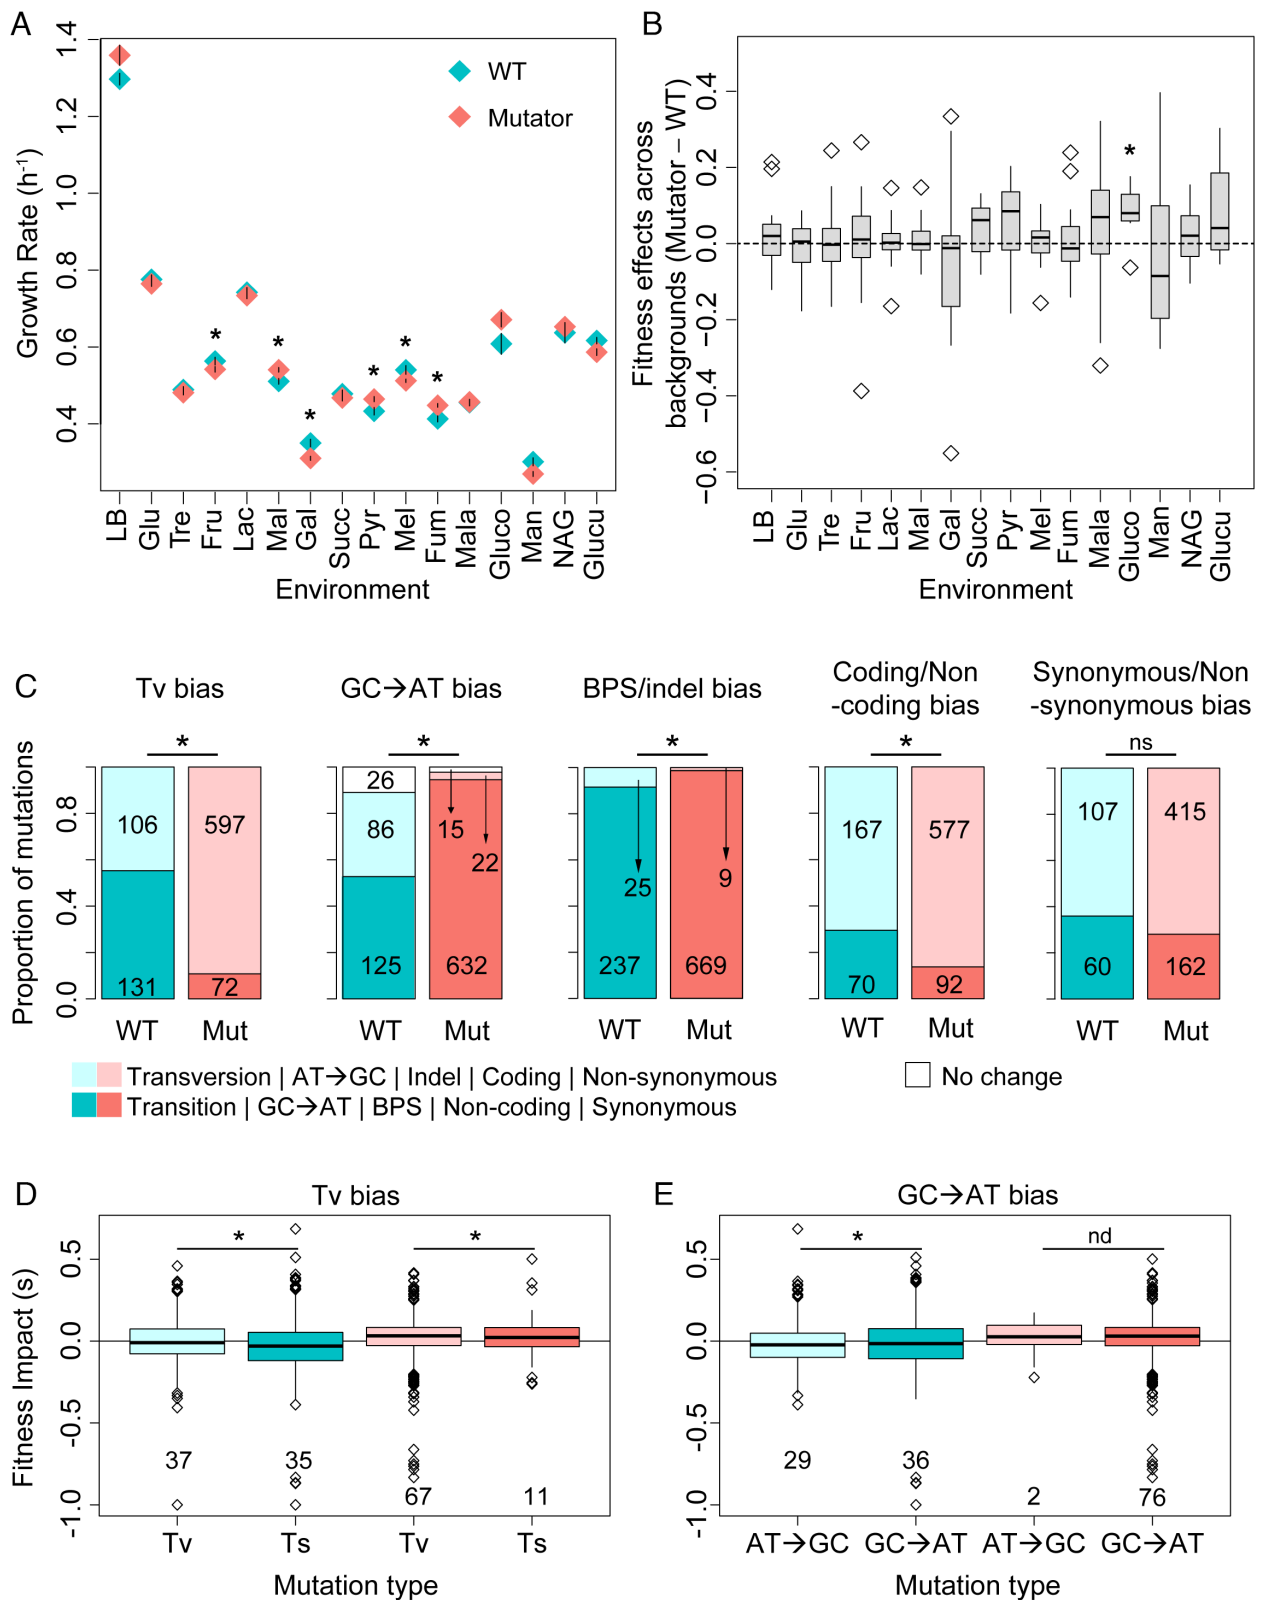 A
Growth Rate (h-1)
1.4
1.2
1.0
0.8
0.6
0.4
WT
Mutator
*
*
*
*
*
*
LB
Glu
Tre
Fru
Lac
Mal
Gal
Succ
Pyr
Mel
Fum
Mala
Gluco
Man
NAG
Glucu
Environment
B
Fitness effects across
backgrounds (Mutator – WT)
0.4
0.2
0.0
−0.2
−0.4
−0.6
*
LB
Glu
Tre
Fru
Lac
Mal
Gal
Succ
Pyr
Mel
Fum
Mala
Gluco
Man
NAG
Glucu
Environment
C
Proportion of mutations
0.8
0.4
0.0
Tv bias
*
106
597
131
72
WT
Mut
GC→AT bias
*
26
86
15
22
125
632
WT
Mut
BPS/indel bias
*
25
9
237
669
WT
Mut
Coding/Non
-coding bias
*
167
577
70
92
WT
Mut
Synonymous/Non
-synonymous bias
ns
107
415
60
162
WT
Mut
Transversion | AT→GC | Indel | Coding | Non-synonymous
No change
Transition | GC→AT | BPS | Non-coding | Synonymous
D
Tv bias
Fitness Impact (s)
0.5
0.0
-0.5
-1.0
*
*
37
35
67
11
Tv
Ts
Tv
Ts
Mutation type
E
GC→AT bias
0.5
0.0
-0.5
-1.0
*
nd
29
36
2
76
AT→GC
GC→AT
AT→GC
GC→AT
Mutation type